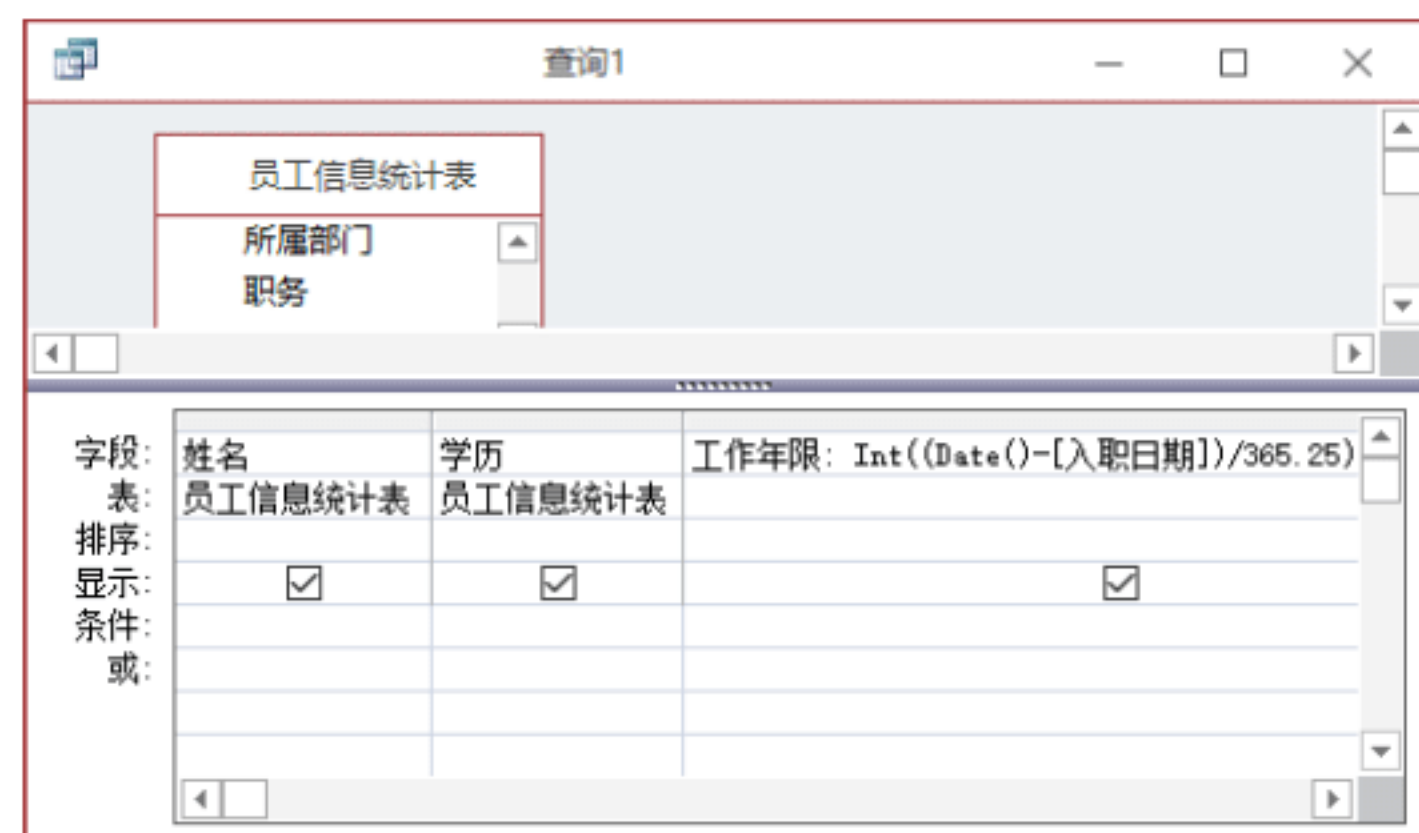 查询1
员工信息统计表
所属部门
职务
字段: 姓名 学历 工作年限: Int((Date()-[入职日期])/365.25)
表: 员工信息统计表 员工信息统计表
排序:
显示:
条件:
或: